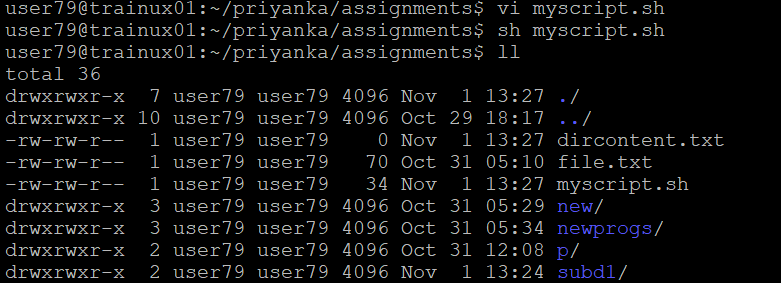 user79@trainux01:~/priyanka/assignments$ vi myscript.sh
user79@trainux01:~/priyanka/assignments$ sh myscript.sh
user79@trainux01:~/priyanka/assignments$ ll
total 36
drwxrwxr-x  7 user79 user79 4096 Nov  1 13:27 ./
drwxrwxr-x 10 user79 user79 4096 Oct 29 18:17 ../
-rw-rw-r--  1 user79 user79    0 Nov  1 13:27 dircontent.txt
-rw-rw-r--  1 user79 user79   70 Oct 31 05:10 file.txt
-rw-rw-r--  1 user79 user79   34 Nov  1 13:27 myscript.sh
drwxrwxr-x  3 user79 user79 4096 Oct 31 05:29 new/
drwxrwxr-x  3 user79 user79 4096 Oct 31 05:34 newprogs/
drwxrwxr-x  2 user79 user79 4096 Oct 31 12:08 p/
drwxrwxr-x  2 user79 user79 4096 Nov  1 13:24 subd1/